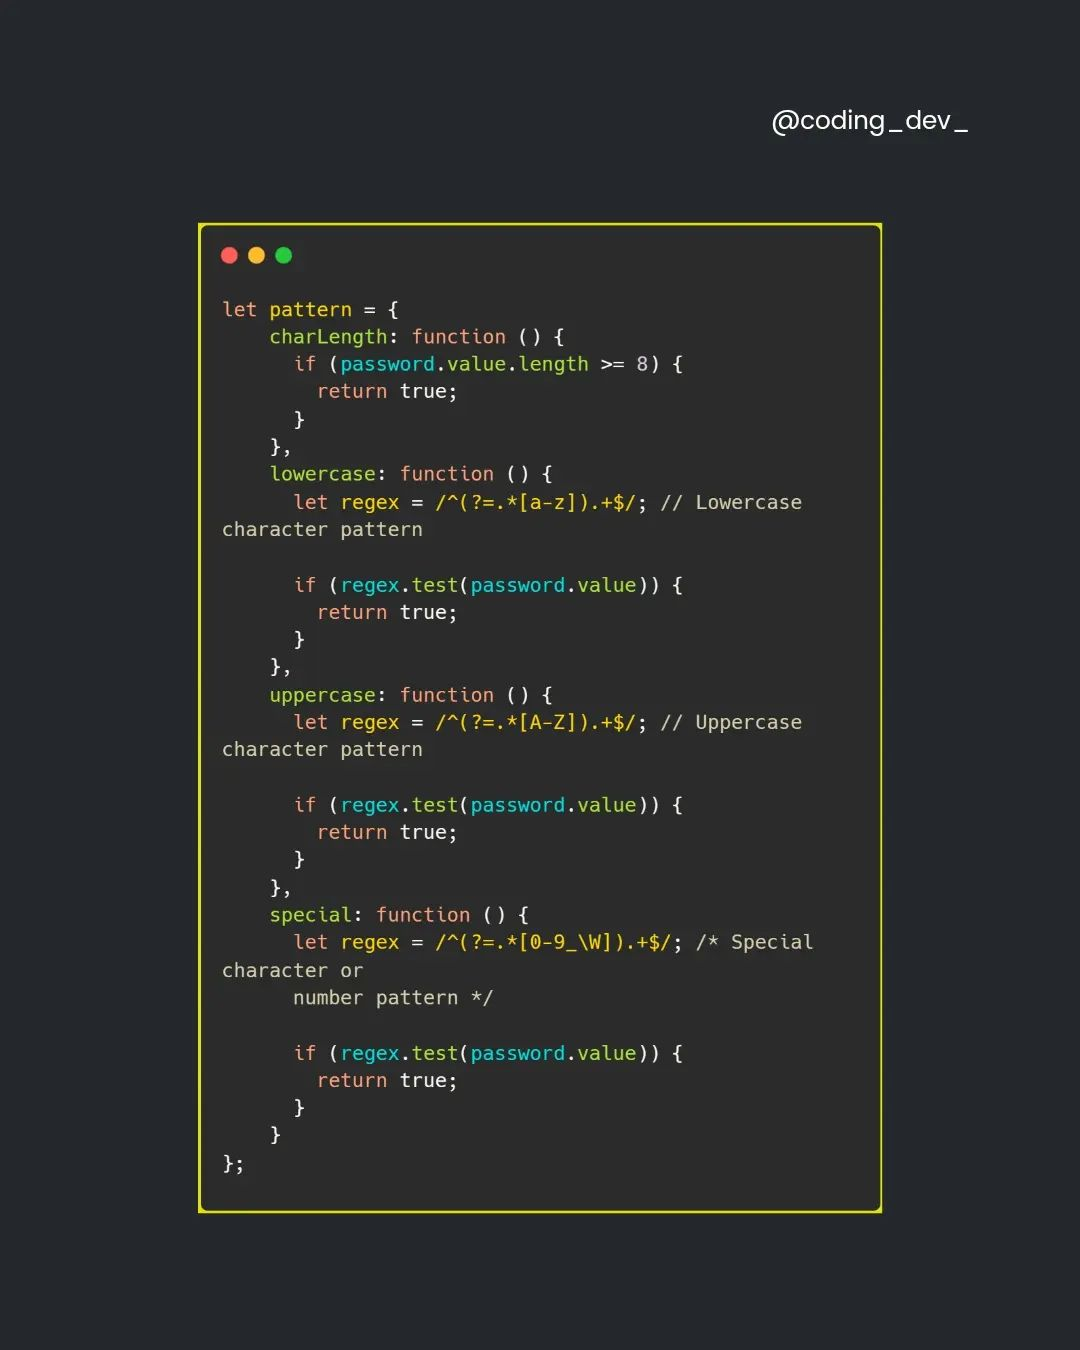 @coding_dev_
let pattern = {
    charLength: function () {
      if (password.value.length >= 8) {
        return true;
      }
    },
    lowercase: function () {
      let regex = /^(?=.*[a-z]).+$/; // Lowercase
character pattern

      if (regex.test(password.value)) {
        return true;
      }
    },
    uppercase: function () {
      let regex = /^(?=.*[A-Z]).+$/; // Uppercase
character pattern

      if (regex.test(password.value)) {
        return true;
      }
    },
    special: function () {
      let regex = /^(?=.*[0-9_\W]).+$/; /* Special
character or
      number pattern */

      if (regex.test(password.value)) {
        return true;
      }
    }
};